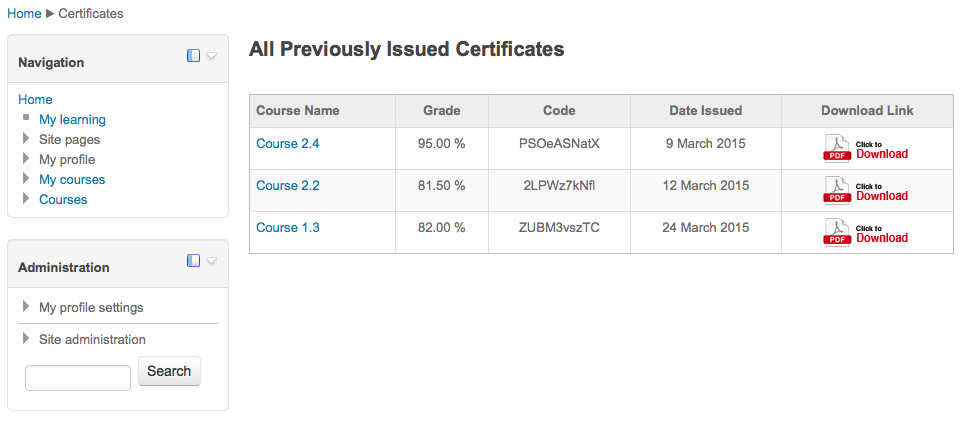 Home ▶ Certificates
Navigation
Home
My learning
Site pages
My profile
My courses
Courses
Administration
My profile settings
Site administration
Search
All Previously Issued Certificates
Course Name Grade Code Date Issued Download Link
Course 2.4 95.00 % PSOeASNatX 9 March 2015 PDF Click to Download
Course 2.2 81.50 % 2LPWz7kNfl 12 March 2015 PDF Click to Download
Course 1.3 82.00 % ZUBM3vszTC 24 March 2015 PDF Click to Download